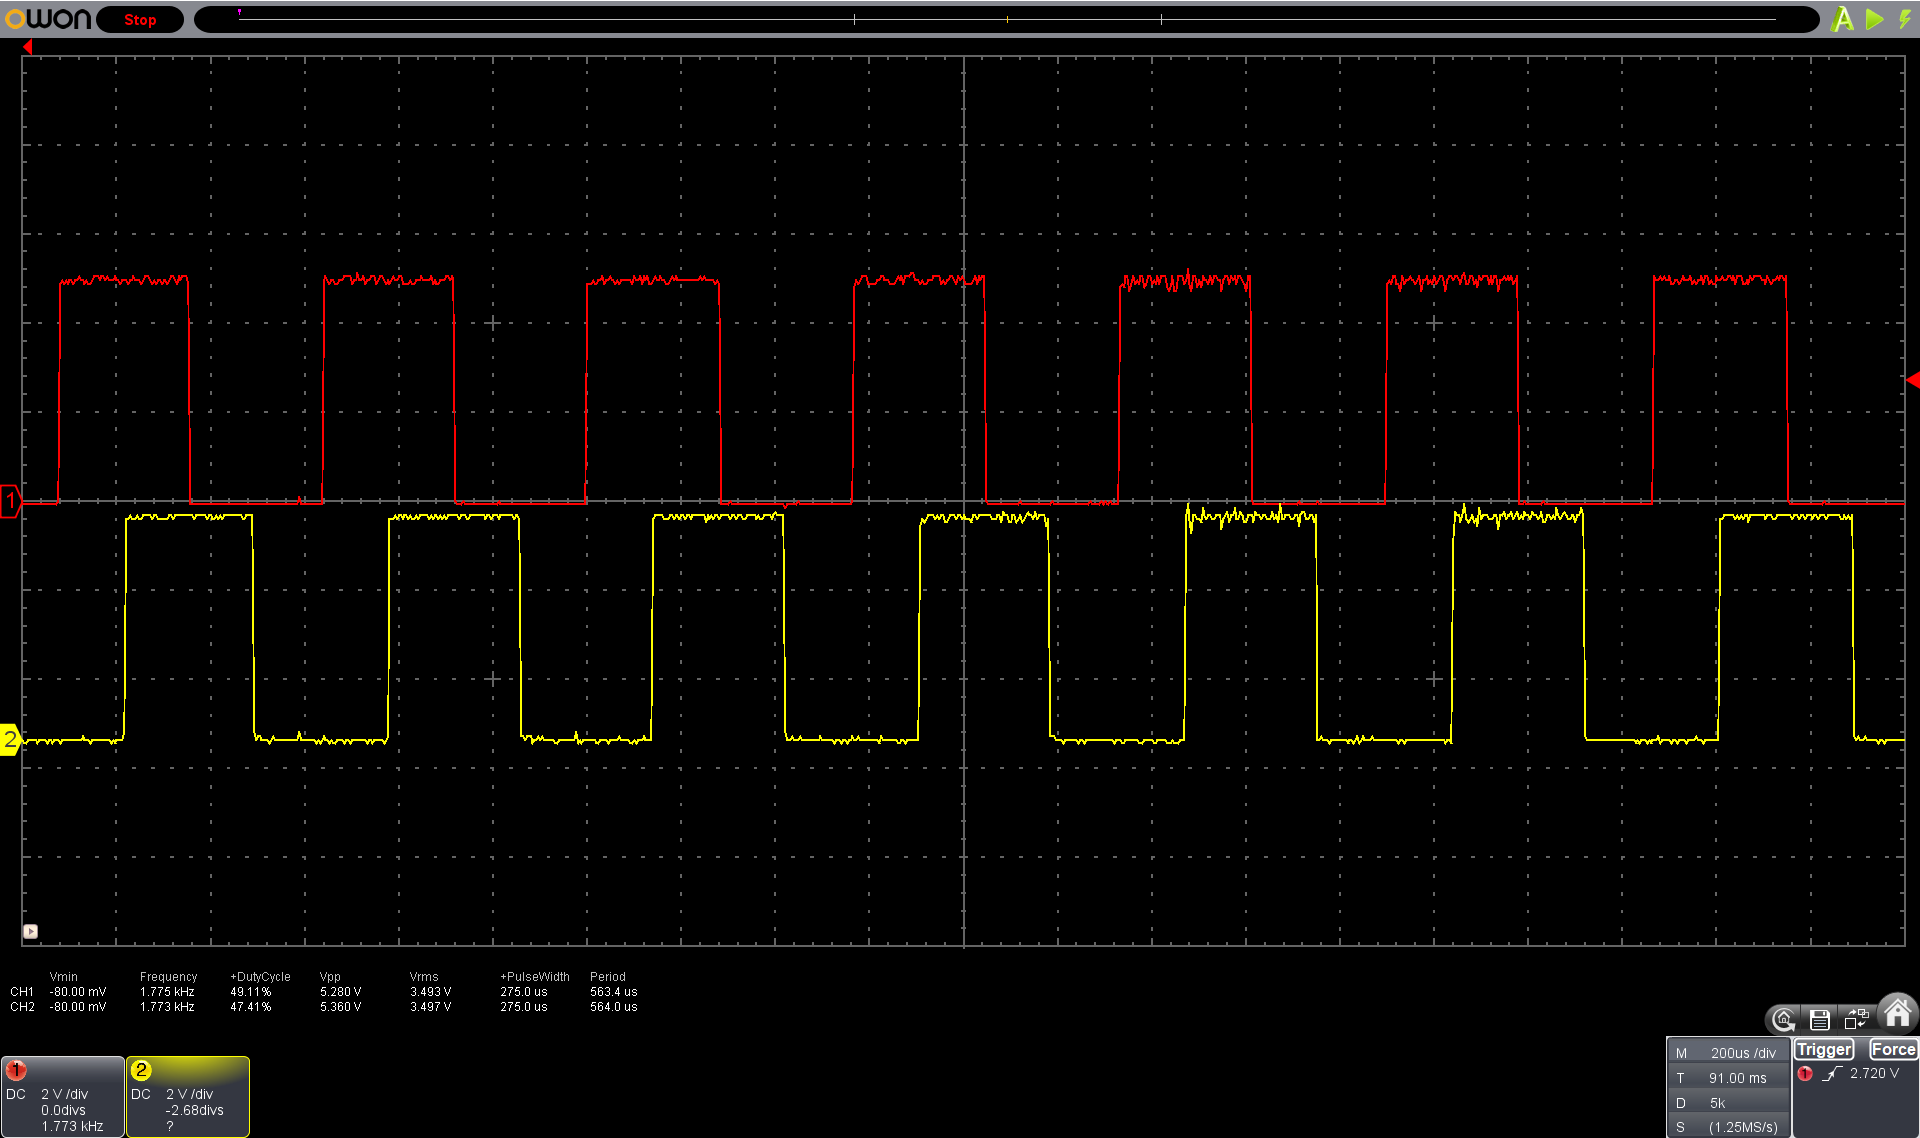 owon Stop A
1
2
Vmin Frequency +DutyCycle Vpp Vrms +PulseWidth Period
CH1 -80.00 mV 1.775 kHz 49.11% 5.280 V 3.493 V 275.0 us 563.4 us
CH2 -80.00 mV 1.773 kHz 47.41% 5.360 V 3.497 V 275.0 us 564.0 us
1
DC 2 V /div
0.0divs
1.773 kHz
2
DC 2 V /div
-2.68divs
?
M 200us /div
T 91.00 ms
D 5k
S (1.25MS/s)
Trigger Force
1 2.720 V